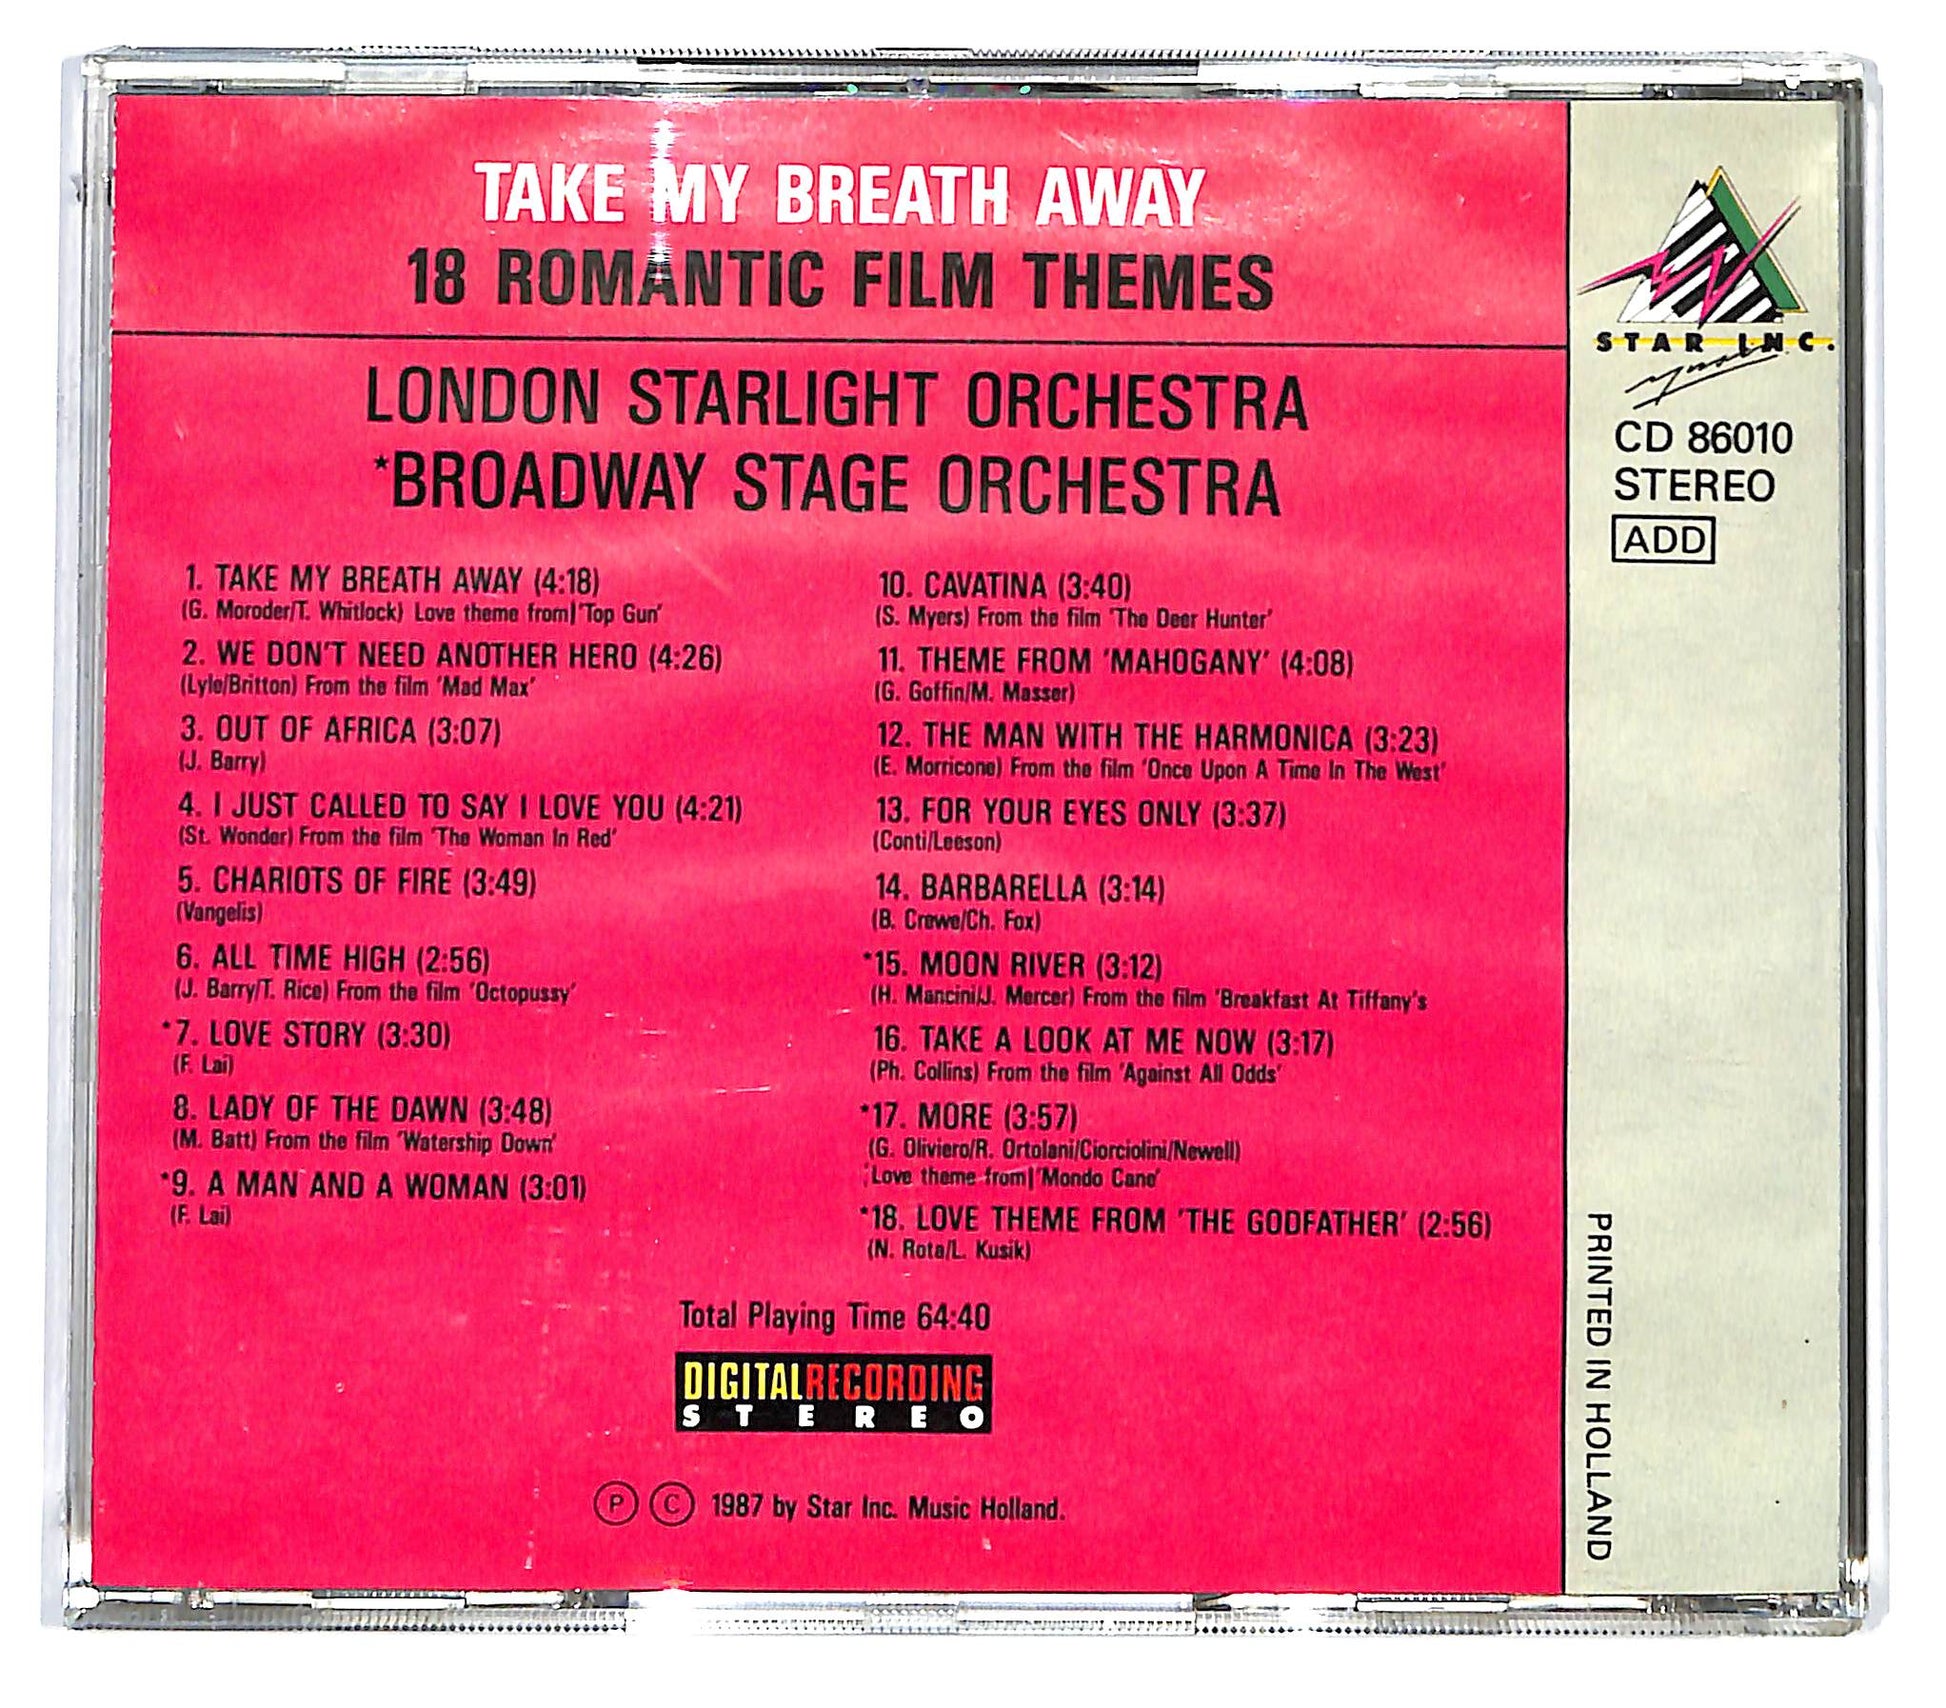 TAKE MY BREATH AWAY
18 ROMANTIC FILM THEMES
LONDON STARLIGHT ORCHESTRA
*BROADWAY STAGE ORCHESTRA
1. TAKE MY BREATH AWAY (4:18)
(G. Moroder/T. Whitlock) Love theme from|'Top Gun'
2. WE DON'T NEED ANOTHER HERO (4:26)
(Lyle/Britton) From the film 'Mad Max'
3. OUT OF AFRICA (3:07)
(J. Barry)
4. I JUST CALLED TO SAY I LOVE YOU (4:21)
(St. Wonder) From the film 'The Woman In Red'
5. CHARIOTS OF FIRE (3:49)
(Vangelis)
6. ALL TIME HIGH (2:56)
(J. Barry/T. Rice) From the film 'Octopussy'
*7. LOVE STORY (3:30)
(F. Lai)
8. LADY OF THE DAWN (3:48)
(M. Batt) From the film 'Watership Down'
*9. A MAN AND A WOMAN (3:01)
(F. Lai)
10. CAVATINA (3:40)
(S. Myers) From the film 'The Deer Hunter'
11. THEME FROM 'MAHOGANY' (4:08)
(G. Goffin/M. Masser)
12. THE MAN WITH THE HARMONICA (3:23)
(E. Morricone) From the film 'Once Upon A Time In The West'
13. FOR YOUR EYES ONLY (3:37)
(Conti/Leeson)
14. BARBARELLA (3:14)
(B. Crewe/Ch. Fox)
*15. MOON RIVER (3:12)
(H. Mancini/J. Mercer) From the film 'Breakfast At Tiffany's
16. TAKE A LOOK AT ME NOW (3:17)
(Ph. Collins) From the film 'Against All Odds'
*17. MORE (3:57)
(G. Oliviero/R. Ortolani/Ciorciolini/Newell)
'Love theme from|'Mondo Cane'
*18. LOVE THEME FROM 'THE GODFATHER' (2:56)
(N. Rota/L. Kusik)
Total Playing Time 64:40
DIGITALRECORDING
STEREO
Ⓟ Ⓒ 1987 by Star Inc. Music Holland.
STAR INC.
Music
CD 86010
STEREO
ADD
PRINTED IN HOLLAND